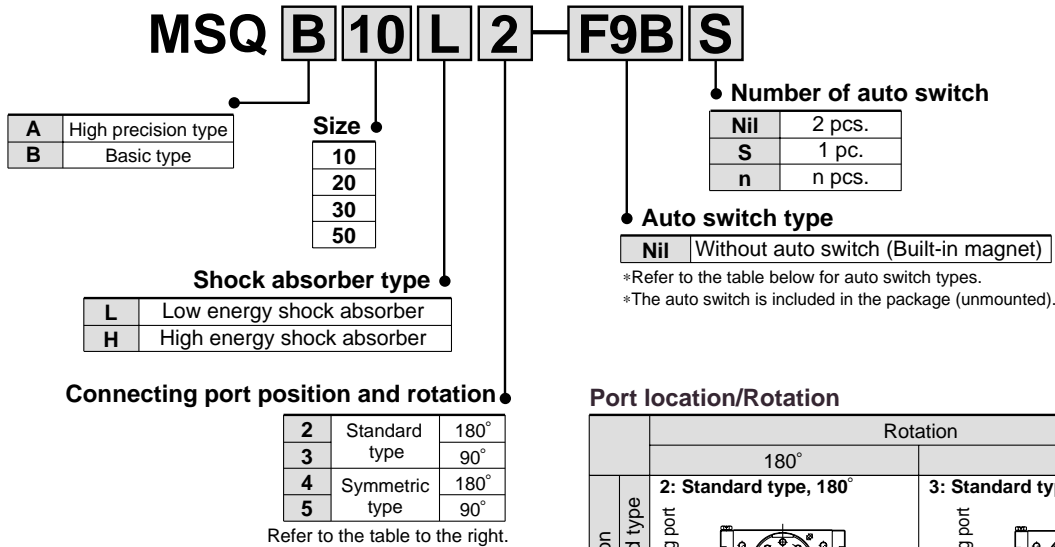 MSQ B 10 L 2 — F9B S
Number of auto switch
Nil 2 pcs.
S 1 pc.
n n pcs.
A High precision type
B Basic type
Size
10
20
30
50
Auto switch type
Nil Without auto switch (Built-in magnet)
*Refer to the table below for auto switch types.
*The auto switch is included in the package (unmounted).
Shock absorber type
L Low energy shock absorber
H High energy shock absorber
Connecting port position and rotation
2 Standard type 180°
3 90°
4 Symmetric type 180°
5 90°
Refer to the table to the right.
Port location/Rotation
Rotation
180°
2: Standard type, 180°
3: Standard
type
port
port